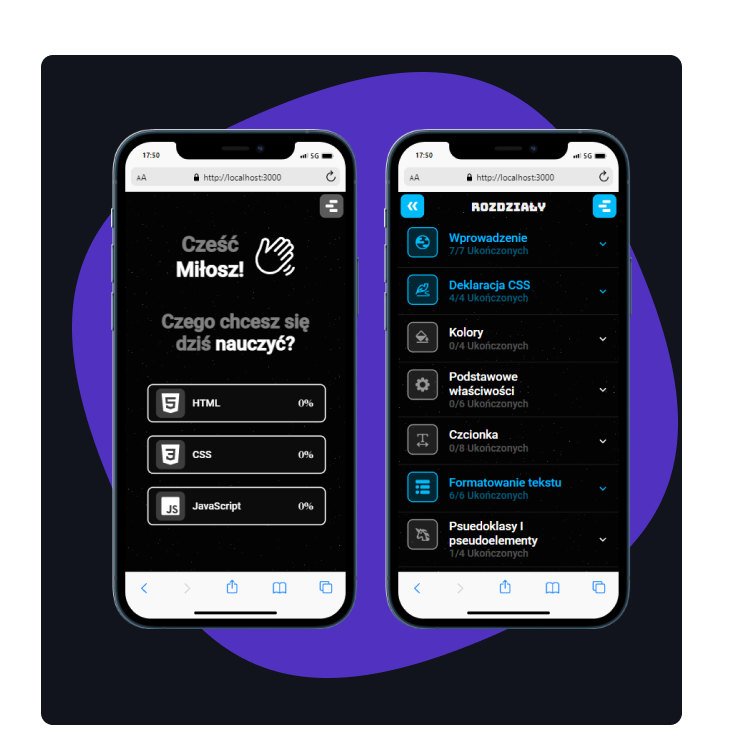 17:50
5G
AA
http://localhost:3000
Cześć
Miłosz!
Czego chcesz się
dziś nauczyć?
HTML
0%
CSS
0%
JS
JavaScript
0%
17:50
5G
AA
http://localhost:3000
ROZDZIAŁY
Wprowadzenie
7/7 Ukończonych
Deklaracja CSS
4/4 Ukończonych
Kolory
0/4 Ukończonych
Podstawowe
właściwości
0/6 Ukończonych
Czcionka
0/8 Ukończonych
Formatowanie tekstu
6/6 Ukończonych
Psuedoklasy I
pseudoelementy
1/4 Ukończonych